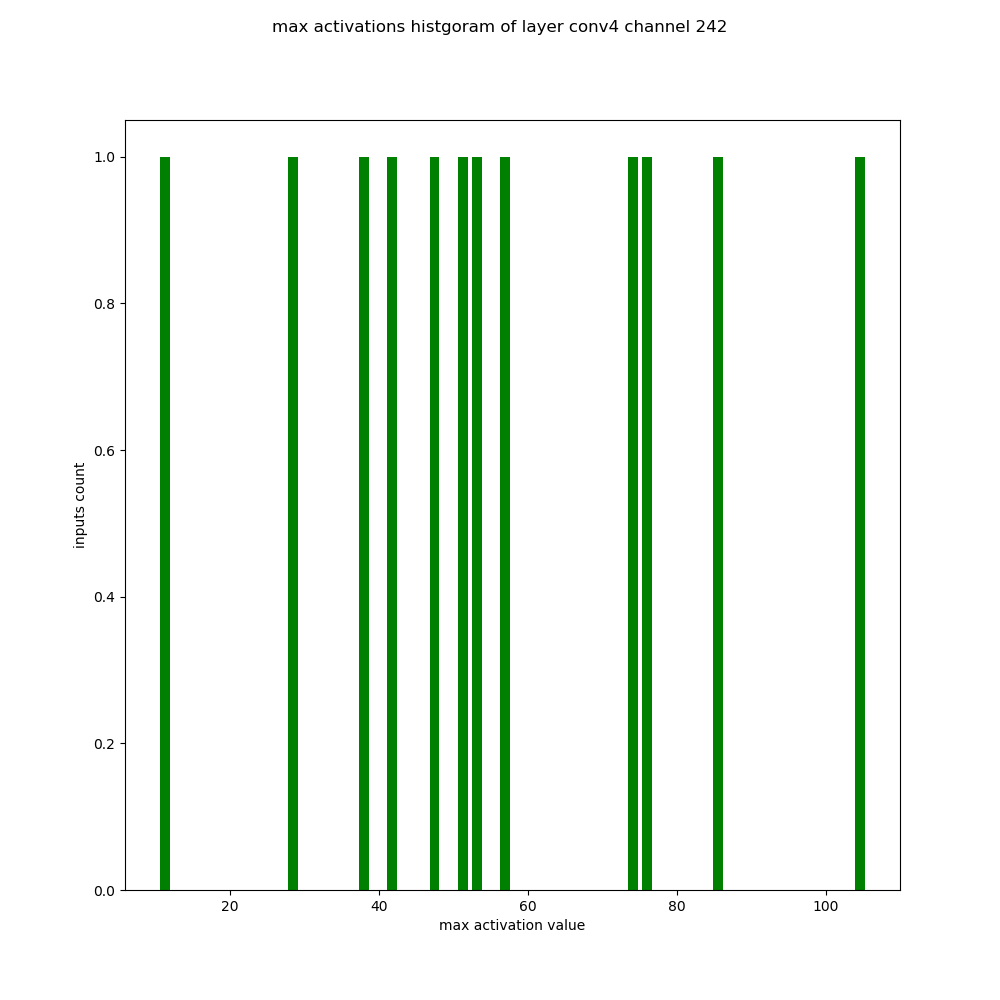 max activations histgoram of layer conv4 channel 242
1.0
0.8
0.6
0.4
0.2
0.0
inputs count
20 40 60 80 100
max activation value